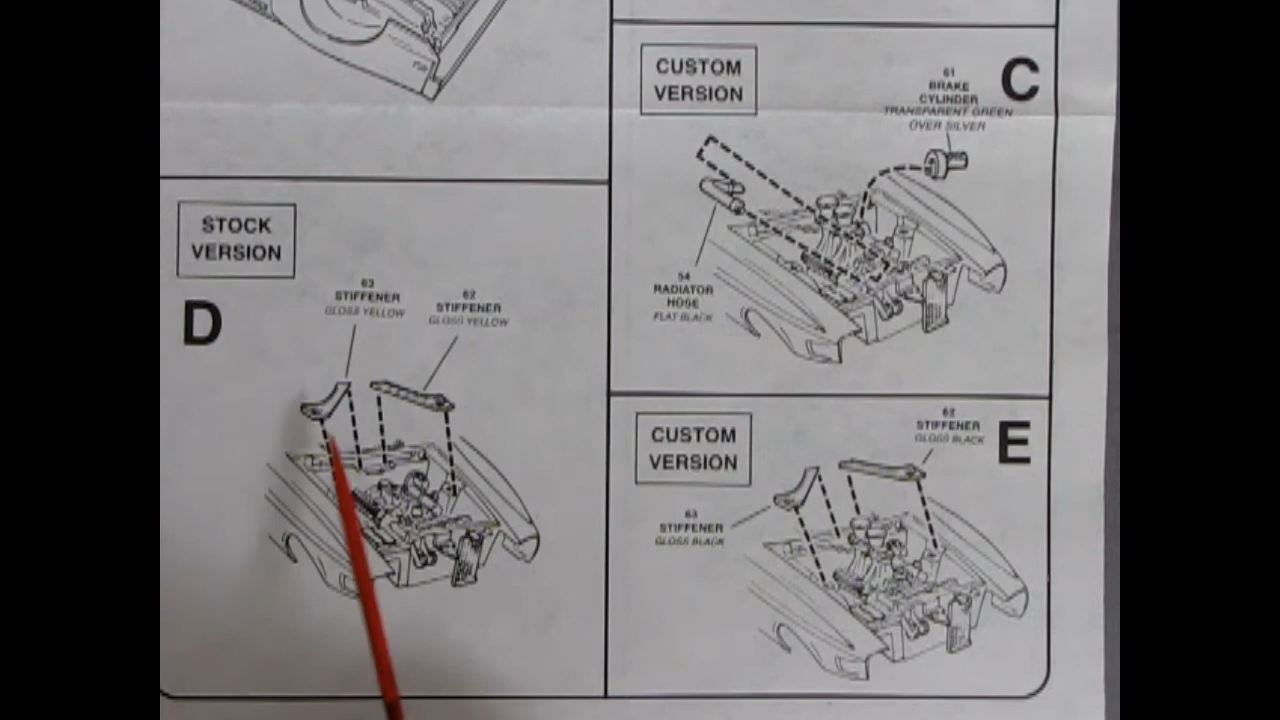 CUSTOM
VERSION
C
61
BRAKE
CYLINDER
TRANSPARENT GREEN
OVER SILVER
54
RADIATOR
HOSE
FLAT BLACK
STOCK
VERSION
D
63
STIFFENER
GLOSS YELLOW
62
STIFFENER
GLOSS YELLOW
CUSTOM
VERSION
E
62
STIFFENER
GLOSS BLACK
63
STIFFENER
GLOSS BLACK